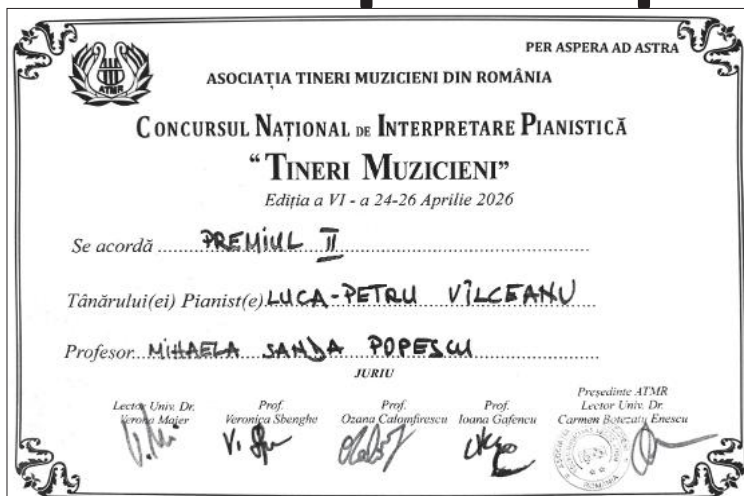 PER ASPERA AD ASTRA
ATMR
ASOCIAȚIA TINERI MUZICIENI DIN ROMÂNIA
CONCURSUL NAȚIONAL DE INTERPRETARE PIANISTICĂ
“TINERI MUZICIENI”
Ediția a VI - a 24-26 Aprilie 2026
Se acordă ..........PREMIUL II..........
Tânărului(ei) Pianist(e) LUCA-PETRU VÎLCEANU
Profesor MIHAELA SANDA POPESCU
JURIU
Lector Univ. Dr. Verona Maier
Prof. Veronica Sbenghe
Prof. Ozana Calomfirescu
Prof. Ioana Gafencu
Președinte ATMR Lector Univ. Dr. Carmen Botezatu Enescu
ROMÂNIA